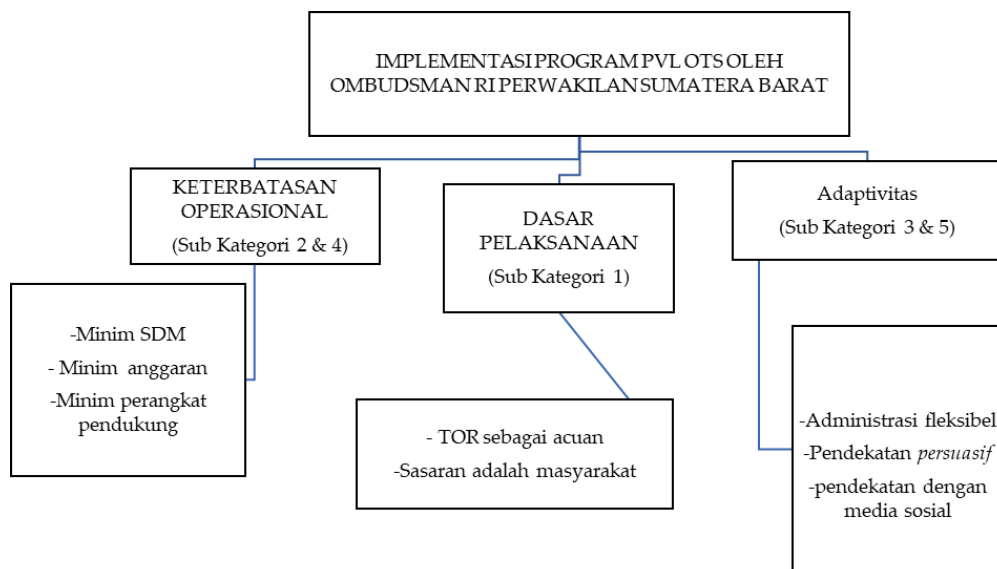 IMPLEMENTASI PROGRAM PVL OTS OLEH
OMBUDSMAN RI PERWAKILAN SUMATERA BARAT
KETERBATASAN
OPERASIONAL
(Sub Kategori 2 & 4)
DASAR
PELAKSANAAN
(Sub Kategori 1)
Adaptivitas
(Sub Kategori 3 & 5)
-Minim SDM
- Minim anggaran
-Minim perangkat
pendukung
- TOR sebagai acuan
-Sasaran adalah masyarakat
-Administrasi fleksibel
-Pendekatan persuasif
-pendekatan dengan
media sosial